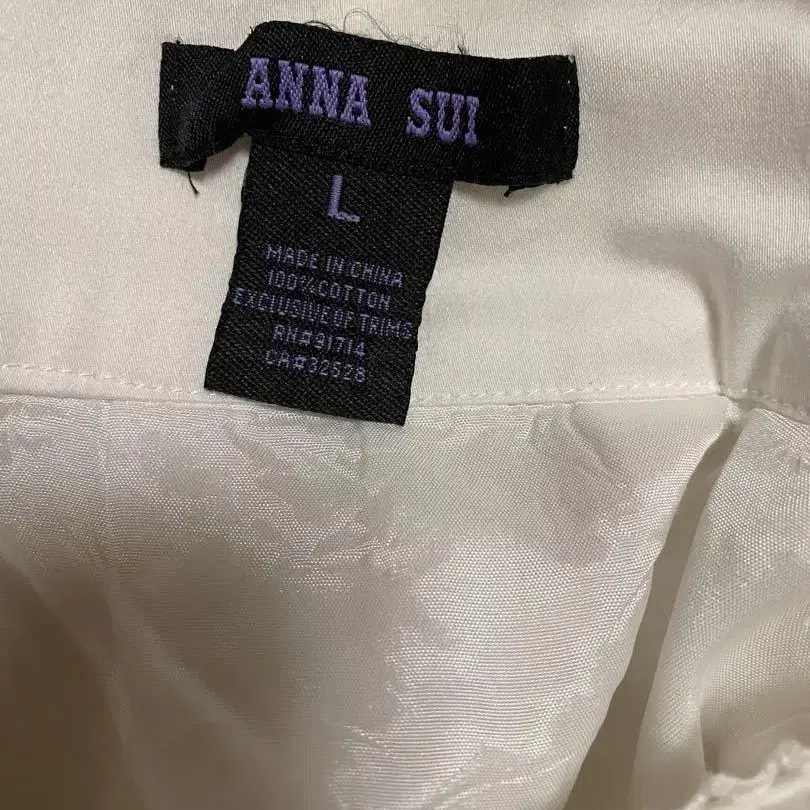 ANNA SUI
L
MADE IN CHINA
100% COTTON
EXCLUSIVE OF TRIMS
RN#91714
CA#32528